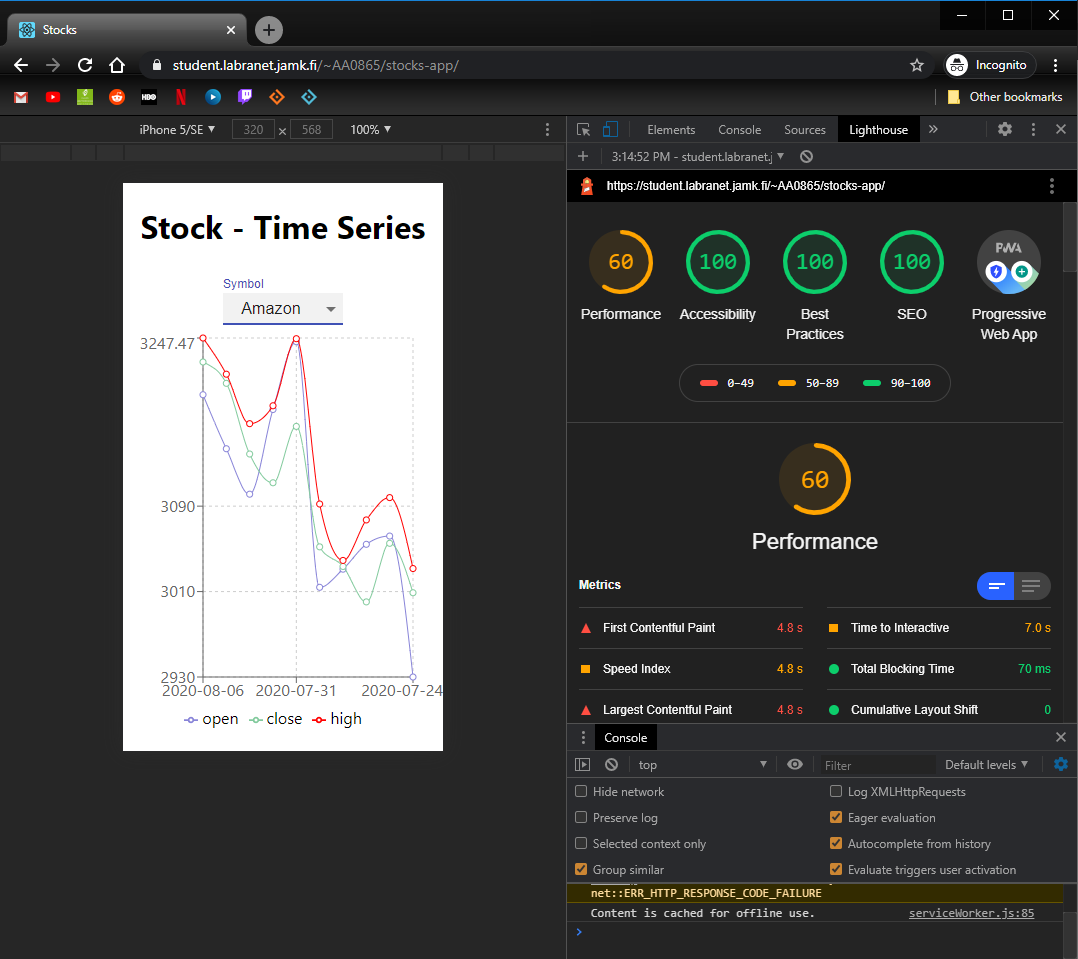 Stocks
student.labranet.jamk.fi/~AA0865/stocks-app/
Incognito
HBO
Other bookmarks
iPhone 5/SE ▼ 320 × 568 100% ▼
Elements Console Sources Lighthouse »
3:14:52 PM - student.labranet.j ▼
https://student.labranet.jamk.fi/~AA0865/stocks-app/
Stock - Time Series
Symbol
Amazon
3247.47
3090
3010
2930
2020-08-06 2020-07-31 2020-07-24
open close high
60 100 100 100 PWA
Performance Accessibility Best Practices SEO Progressive Web App
0–49 50–89 90–100
60
Performance
Metrics
First Contentful Paint 4.8 s
Time to Interactive 7.0 s
Speed Index 4.8 s
Total Blocking Time 70 ms
Largest Contentful Paint 4.8 s
Cumulative Layout Shift 0
Console
top ▼ Filter Default levels ▼
Hide network
Log XMLHttpRequests
Preserve log
Eager evaluation
Selected context only
Autocomplete from history
Group similar
Evaluate triggers user activation
net::ERR_HTTP_RESPONSE_CODE_FAILURE
Content is cached for offline use. serviceWorker.js:85